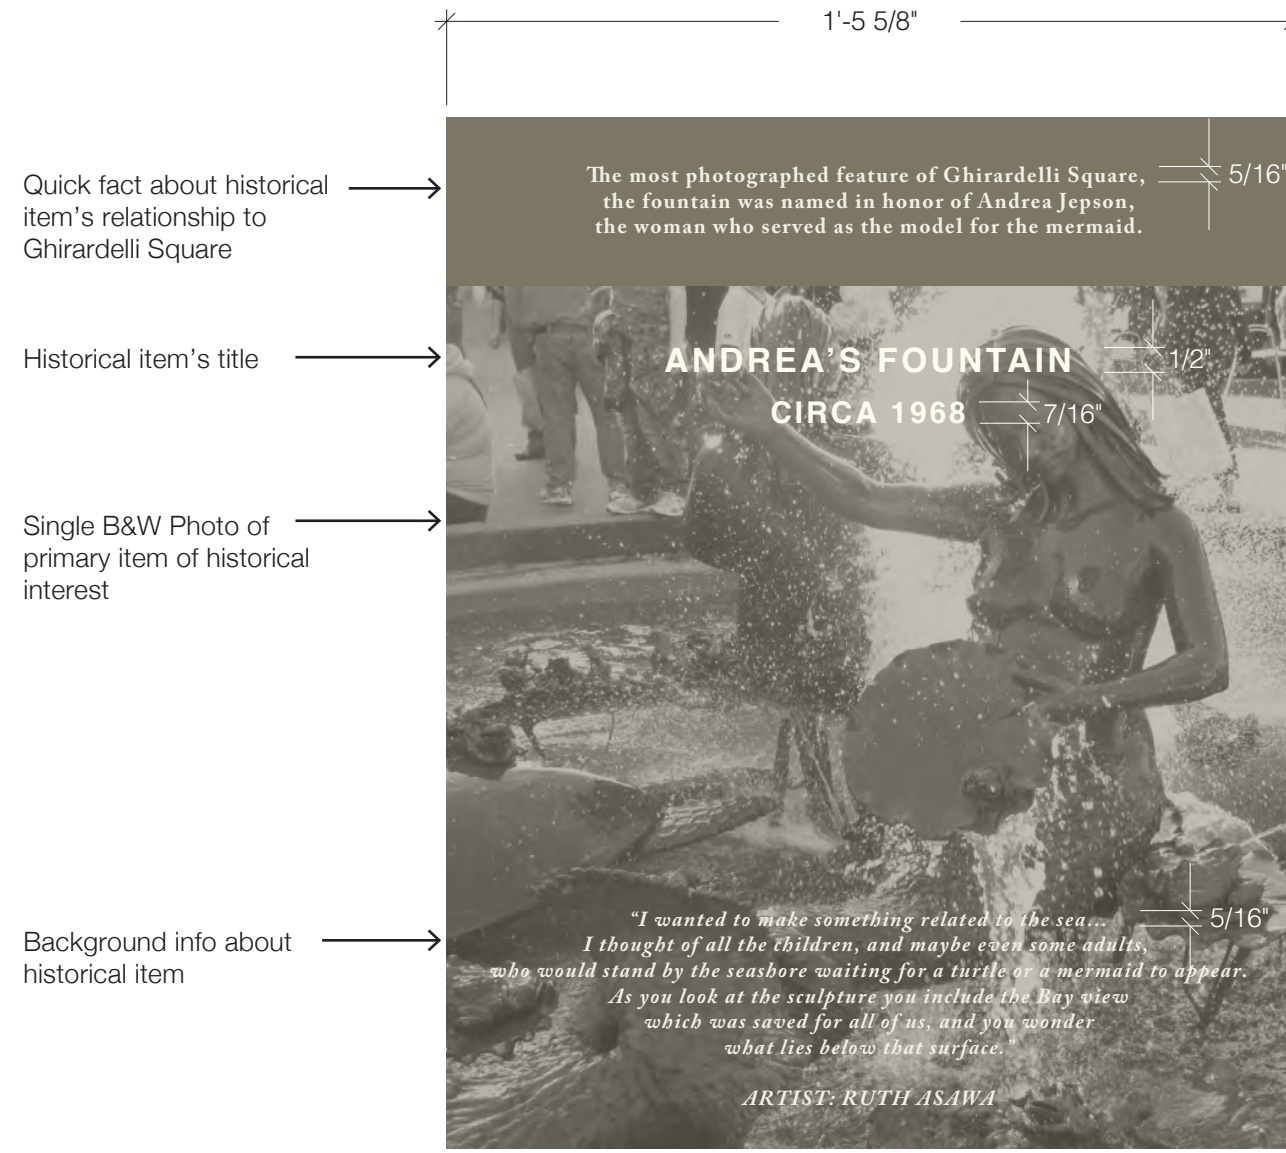 1'-5 5/8"
Quick fact about historical
item's relationship to
Ghirardelli Square
The most photographed feature of Ghirardelli Square,
the fountain was named in honor of Andrea Jepson,
the woman who served as the model for the mermaid.
5/16"
Historical item's title
ANDREA'S FOUNTAIN
1/2"
CIRCA 1968
7/16"
Single B&W Photo of
primary item of historical
interest
Background info about
historical item
“I wanted to make something related to the sea...
5/16"
I thought of all the children, and maybe even some adults,
who would stand by the seashore waiting for a turtle or a mermaid to appear.
As you look at the sculpture you include the Bay view
which was saved for all of us, and you wonder
what lies below that surface.”
ARTIST: RUTH ASAWA